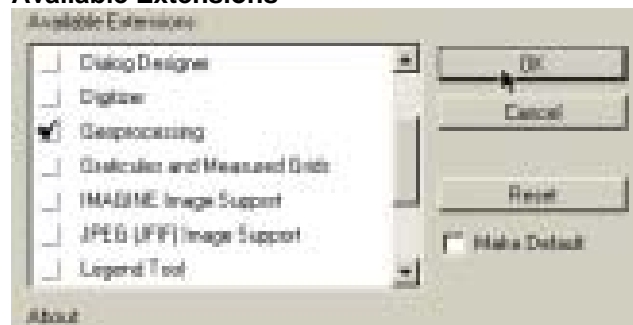 Available Extensions
Available Extensions
Dialog Designer
Digitizer
Geoprocessing
Graticules and Measured Grids
IMAGINE Image Support
JPEG (JFIF) Image Support
Legend Tool
OK
Cancel
Reset
Make Default
About